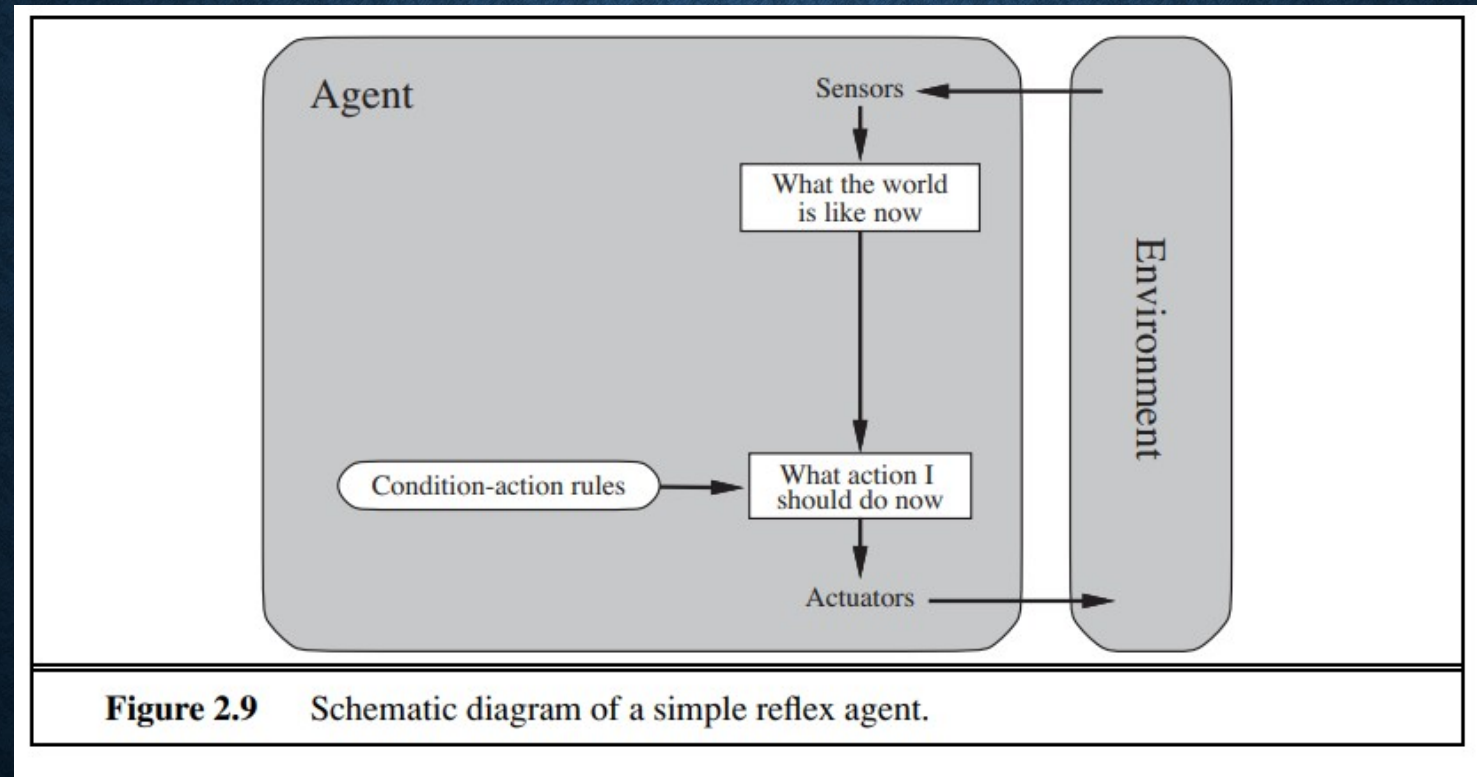 Agent
Sensors
What the world
is like now
Environment
Condition-action rules
What action I
should do now
Actuators
Figure 2.9 Schematic diagram of a simple reflex agent.